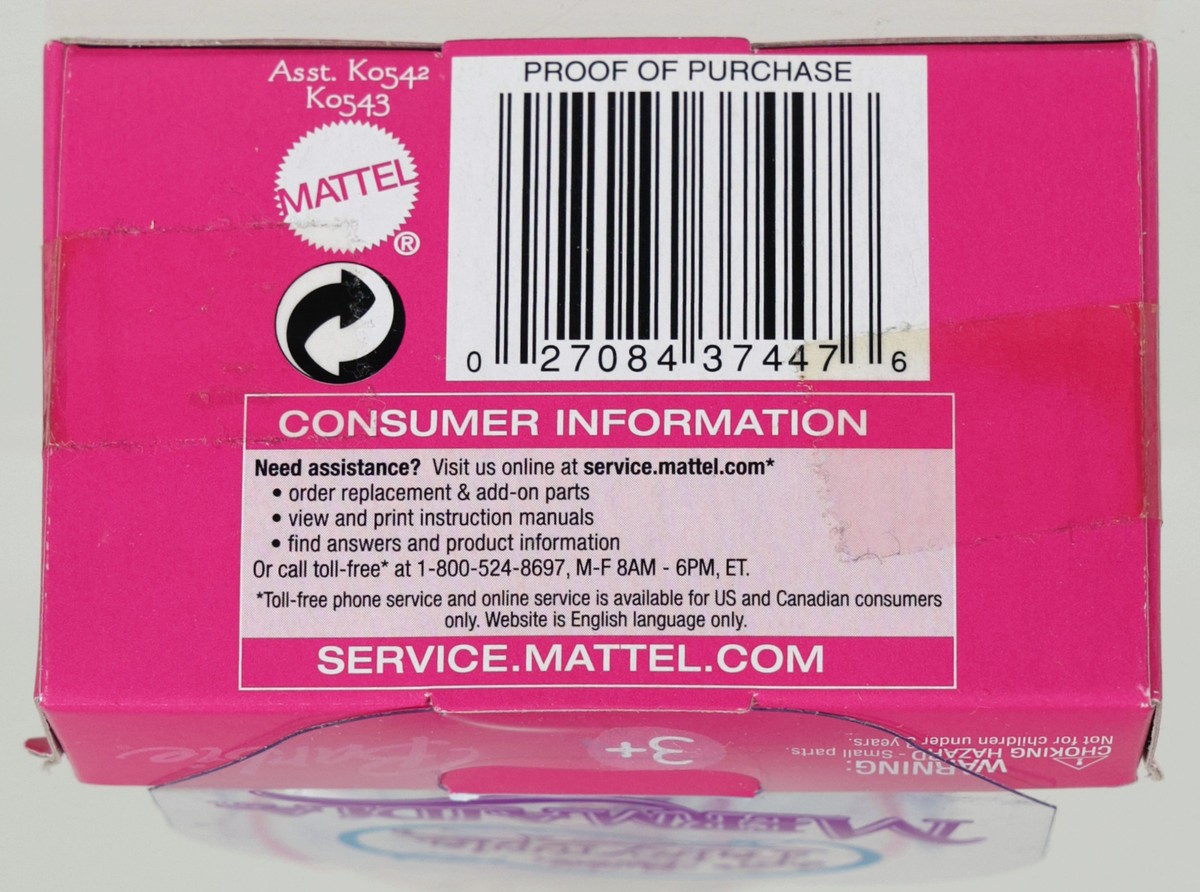 Asst. K0542
K0543
MATTEL
®
PROOF OF PURCHASE
0 27084 37447 6
CONSUMER INFORMATION
Need assistance? Visit us online at service.mattel.com*
• order replacement & add-on parts
• view and print instruction manuals
• find answers and product information
Or call toll-free* at 1-800-524-8697, M-F 8AM - 6PM, ET.
*Toll-free phone service and online service is available for US and Canadian consumers
only. Website is English language only.
SERVICE.MATTEL.COM
Barbie
3+
WARNING:
CHOKING HAZARD - Small parts.
Not for children under 3 years.